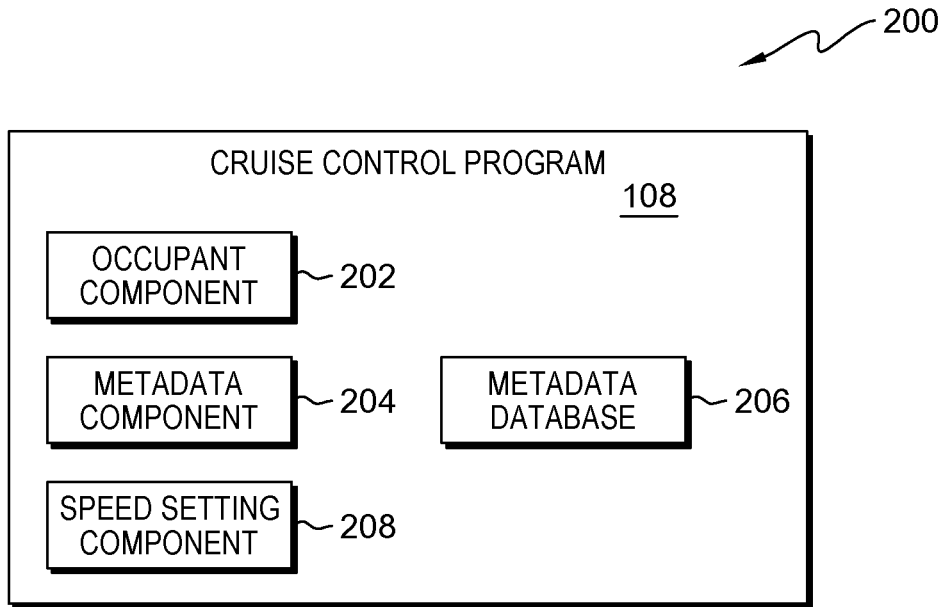 200
CRUISE CONTROL PROGRAM
108
OCCUPANT
COMPONENT
202
METADATA
COMPONENT
204
METADATA
DATABASE
206
SPEED SETTING
COMPONENT
208